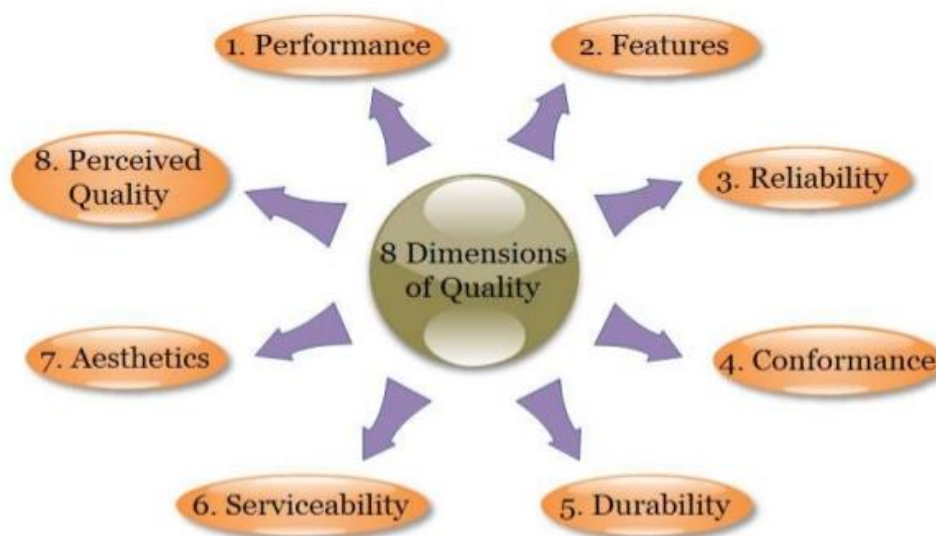 1. Performance
2. Features
8. Perceived
Quality
3. Reliability
8 Dimensions
of Quality
7. Aesthetics
4. Conformance
6. Serviceability
5. Durability